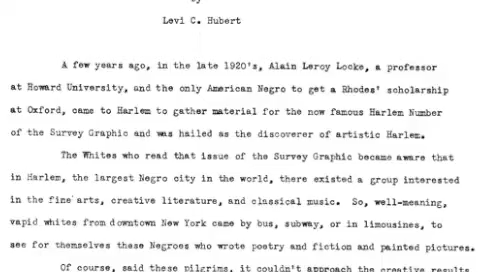 by
Levi C. Hubert
A few years ago, in the late 1920's, Alain Leroy Locke, a professor
at Howard University, and the only American Negro to get a Rhodes' scholarship
at Oxford, came to Harlem to gather material for the now famous Harlem Number
of the Survey Graphic and was hailed as the discoverer of artistic Harlem.
The Whites who read that issue of the Survey Graphic became aware that
in Harlem, the largest Negro city in the world, there existed a group interested
in the fine arts, creative literature, and classical music. So, well-meaning,
vapid whites from downtown New York came by bus, subway, or in limousines, to
see for themselves these Negroes who wrote poetry and fiction and painted pictures.
Of course, said these pilgrims, it couldn't approach the creative results